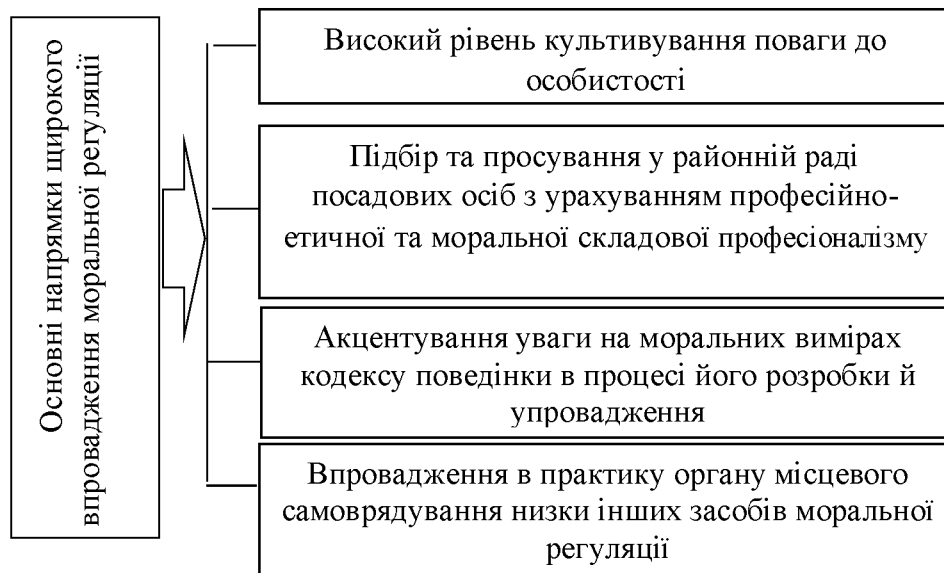 Основні напрямки щирокого
впровадження моральної регуляції
Високий рівень культивування поваги до
особистості
Підбір та просування у районній раді
посадових осіб з урахуванням професійно-
етичної та моральної складової професіоналізму
Акцентування уваги на моральних вимірах
кодексу поведінки в процесі його розробки й
упровадження
Впровадження в практику органу місцевого
самоврядування низки інших засобів моральної
регуляції